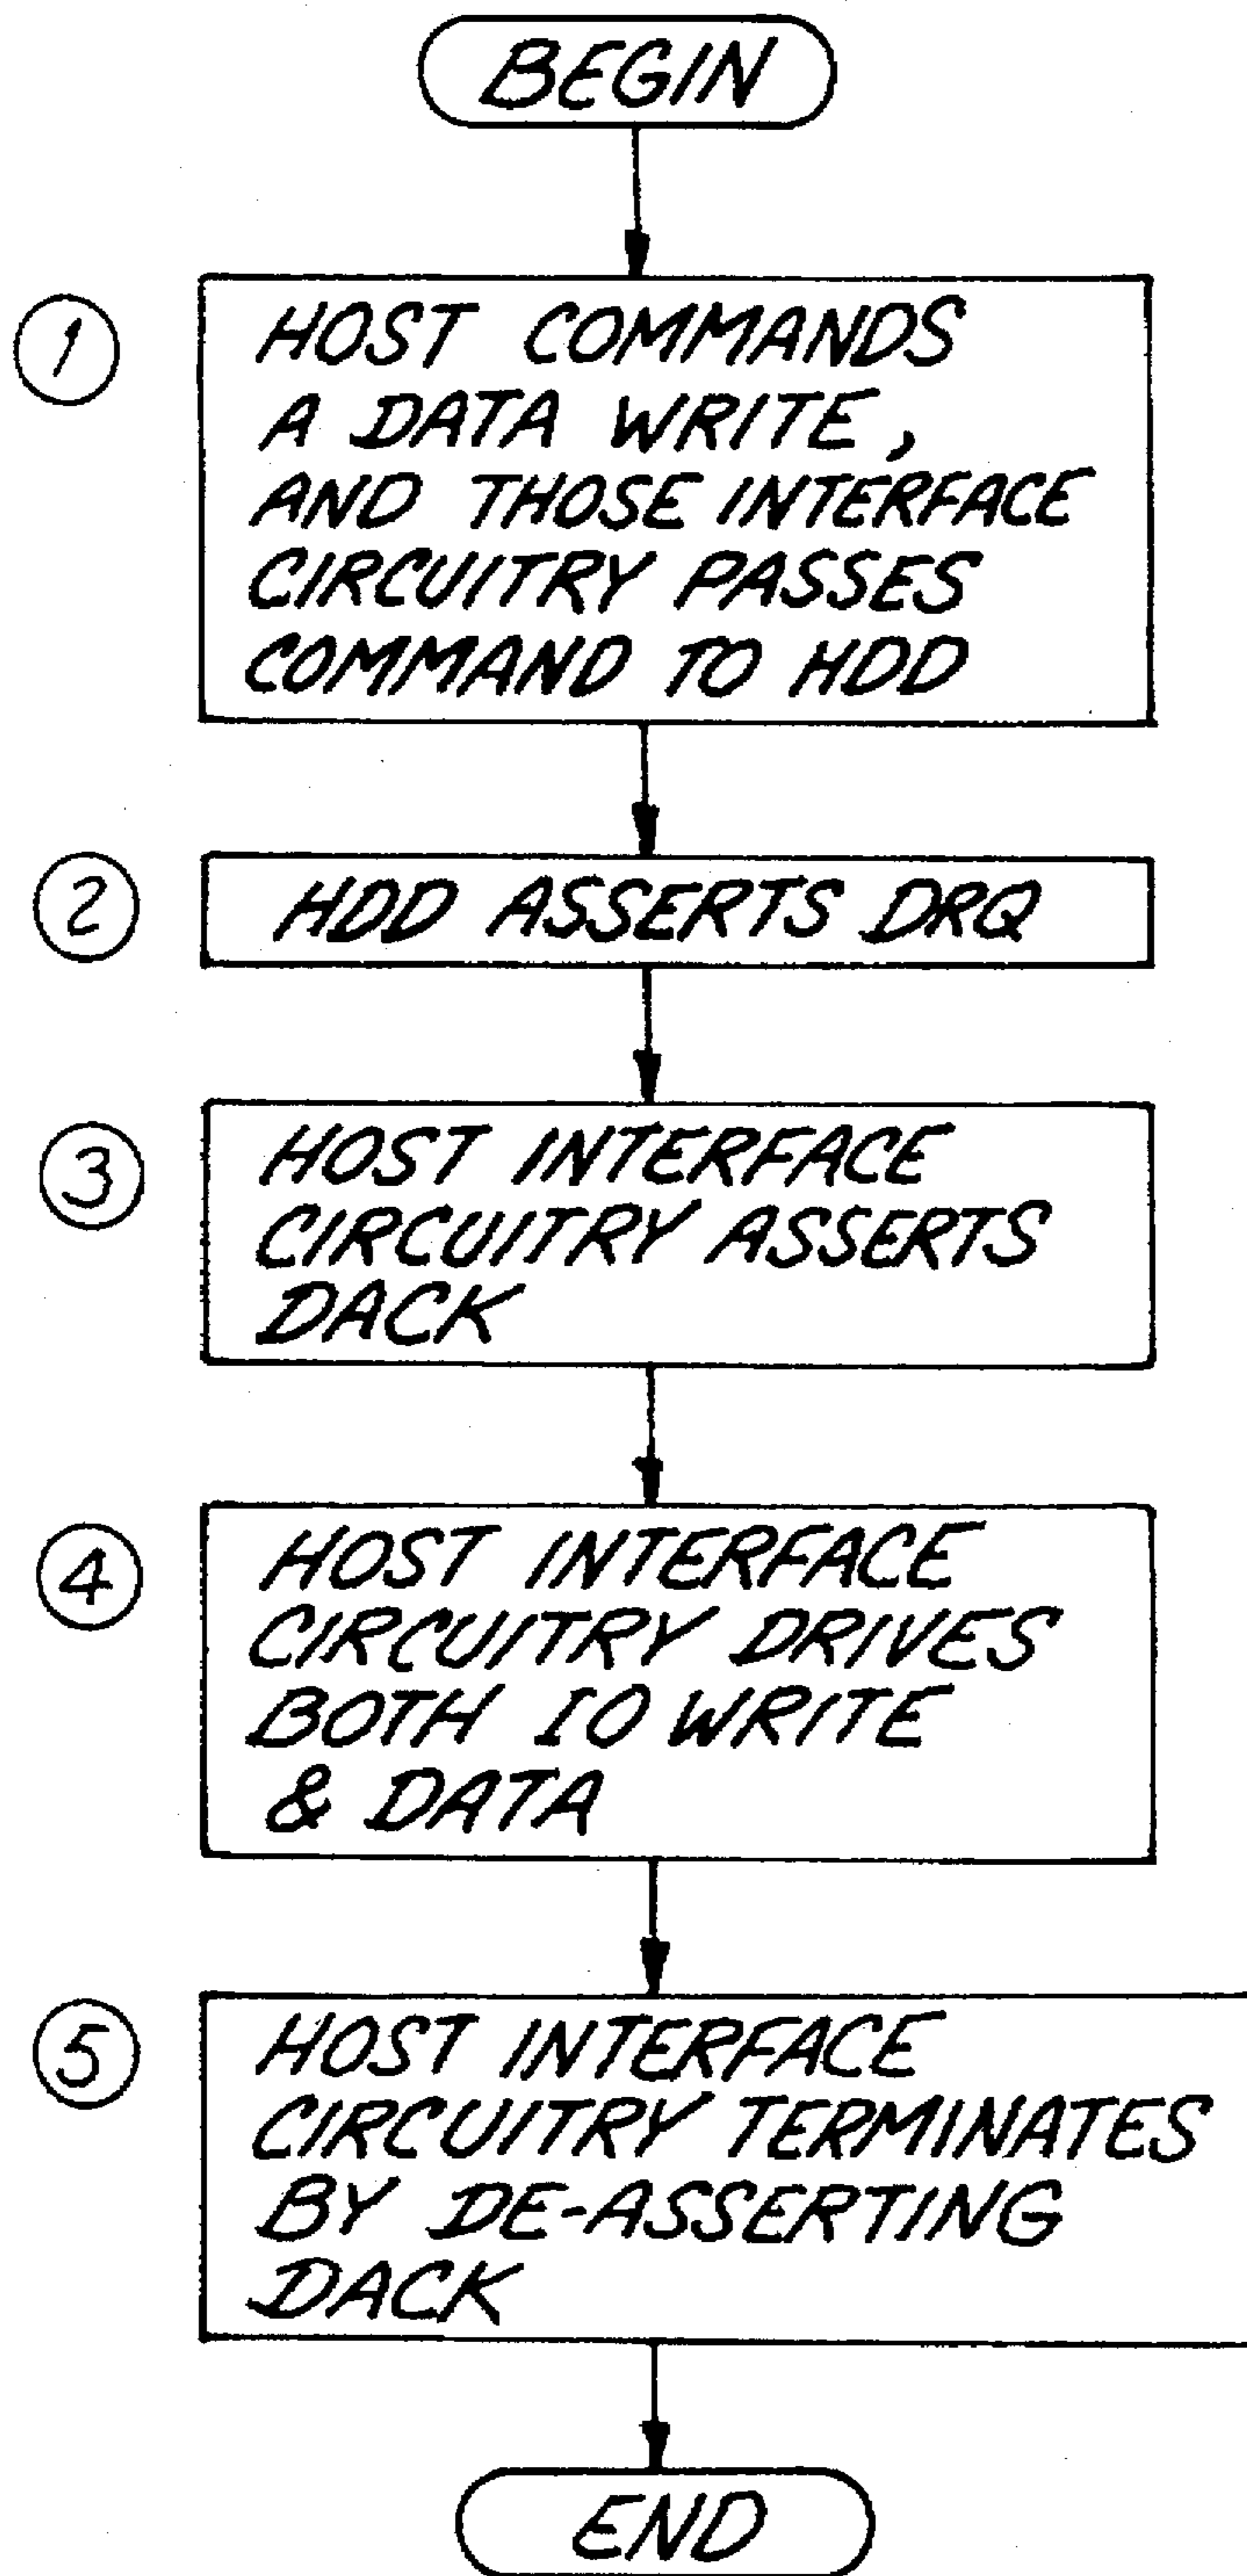 BEGIN
1
HOST COMMANDS
A DATA WRITE,
AND THOSE INTERFACE
CIRCUITRY PASSES
COMMAND TO HDD
2
HDD ASSERTS DRQ
3
HOST INTERFACE
CIRCUITRY ASSERTS
DACK
4
HOST INTERFACE
CIRCUITRY DRIVES
BOTH IO WRITE
& DATA
5
HOST INTERFACE
CIRCUITRY TERMINATES
BY DE-ASSERTING
DACK
END